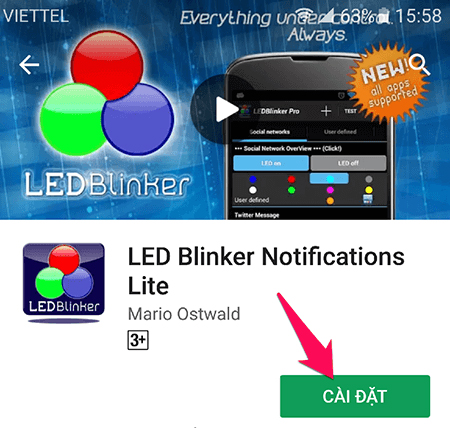 VIETTEL 63% 15:58
Everything under control.
Always.
NEW!
all apps
supported
LEDBlinker Pro + TEST
Social networks User defined
*** Social Network OverView *** (Click!)
LED on LED off
User defined
Twitter Message
LEDBlinker
LEDBlinker
LED Blinker Notifications
Lite
Mario Ostwald
3+
CÀI ĐẶT